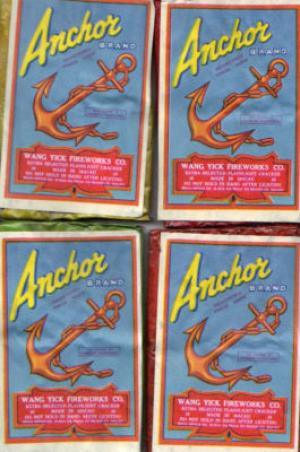 Anchor
BRAND
WANG YICK FIREWORKS CO.
EXTRA SELECTED FLASHLIGHT CRACKER
MADE IN MACAU
DO NOT HOLD IN HAND AFTER LIGHTING
Anchor
BRAND
WANG YICK FIREWORKS CO.
EXTRA SELECTED FLASHLIGHT CRACKER
MADE IN MACAU
DO NOT HOLD IN HAND AFTER LIGHTING
Anchor
BRAND
WANG YICK FIREWORKS CO.
EXTRA SELECTED FLASHLIGHT CRACKER
MADE IN MACAU
DO NOT HOLD IN HAND AFTER LIGHTING
Anchor
BRAND
WANG YICK FIREWORKS CO.
EXTRA SELECTED FLASHLIGHT CRACKER
MADE IN MACAU
DO NOT HOLD IN HAND AFTER LIGHTING